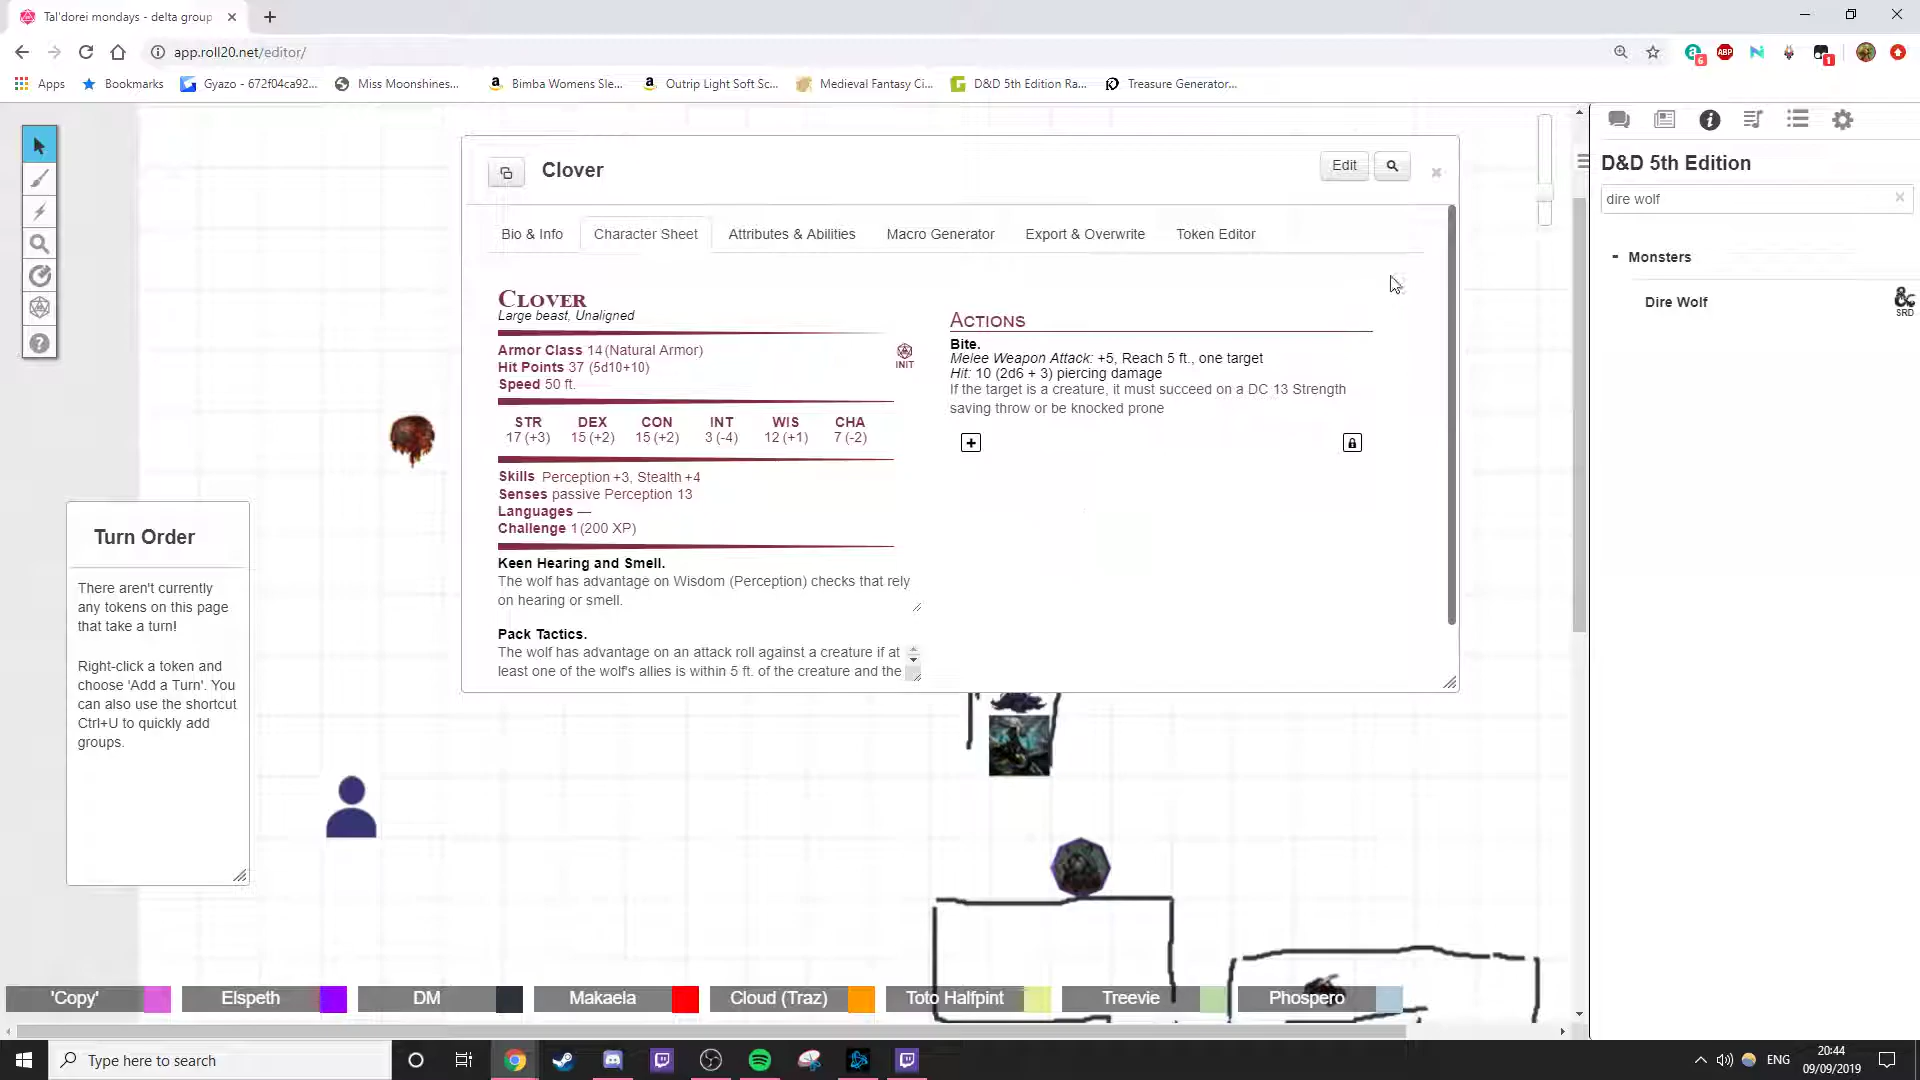 Tal'dorei mondays - delta group
app.roll20.net/editor/
6
ABP
1
Apps
Bookmarks
Gyazo - 672f04ca92...
Miss Moonshines...
Bimba Womens Sle...
Outrip Light Soft Sc...
Medieval Fantasy Ci...
D&D 5th Edition Ra...
Treasure Generator...
Clover
Edit
Bio & Info
Character Sheet
Attributes & Abilities
Macro Generator
Export & Overwrite
Token Editor
CLOVER
Large beast, Unaligned
Armor Class 14 (Natural Armor)
Hit Points 37 (5d10+10)
Speed 50 ft.
INIT
STR DEX CON INT WIS CHA
17 (+3) 15 (+2) 15 (+2) 3 (-4) 12 (+1) 7 (-2)
Skills Perception +3, Stealth +4
Senses passive Perception 13
Languages —
Challenge 1 (200 XP)
Keen Hearing and Smell.
The wolf has advantage on Wisdom (Perception) checks that rely
on hearing or smell.
Pack Tactics.
The wolf has advantage on an attack roll against a creature if at
least one of the wolf's allies is within 5 ft. of the creature and the
ACTIONS
Bite.
Melee Weapon Attack: +5, Reach 5 ft., one target
Hit: 10 (2d6 + 3) piercing damage
If the target is a creature, it must succeed on a DC 13 Strength
saving throw or be knocked prone
D&D 5th Edition
dire wolf
- Monsters
Dire Wolf
SRD
Turn Order
There aren't currently
any tokens on this page
that take a turn!
Right-click a token and
choose 'Add a Turn'. You
can also use the shortcut
Ctrl+U to quickly add
groups.
'Copy'
Elspeth
DM
Makaela
Cloud (Traz)
Toto Halfpint
Treevie
Phospero
Type here to search
ENG
20:44
09/09/2019